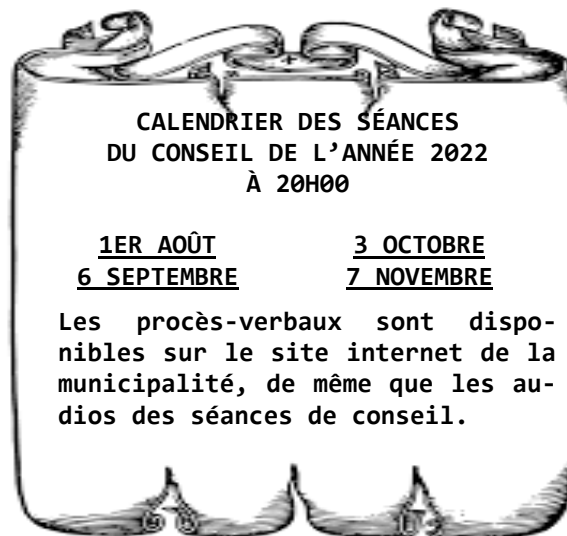 CALENDRIER DES SÉANCES
DU CONSEIL DE L’ANNÉE 2022
À 20H00
1ER AOÛT 3 OCTOBRE
6 SEPTEMBRE 7 NOVEMBRE
Les procès-verbaux sont dispo-
nibles sur le site internet de la
municipalité, de même que les au-
dios des séances de conseil.